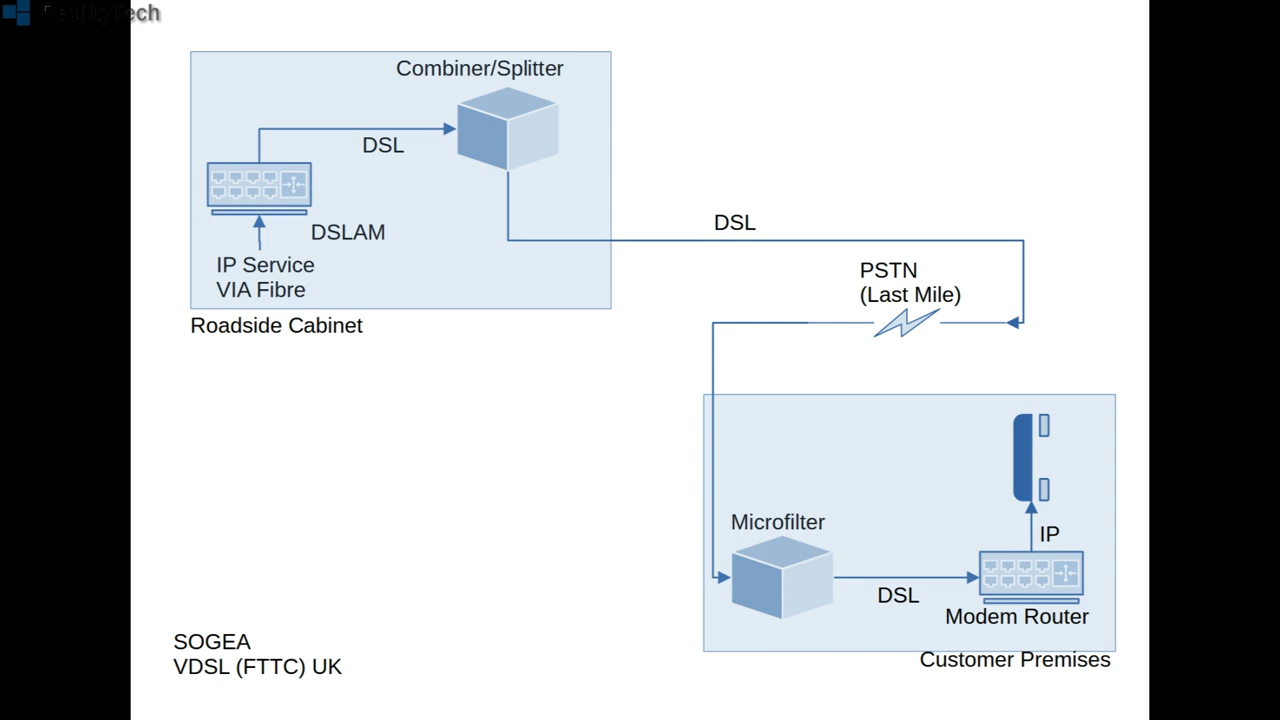 RealityTech
Combiner/Splitter
DSL
DSLAM
IP Service
VIA Fibre
Roadside Cabinet
DSL
PSTN
(Last Mile)
Microfilter
IP
DSL
Modem Router
Customer Premises
SOGEA
VDSL (FTTC) UK